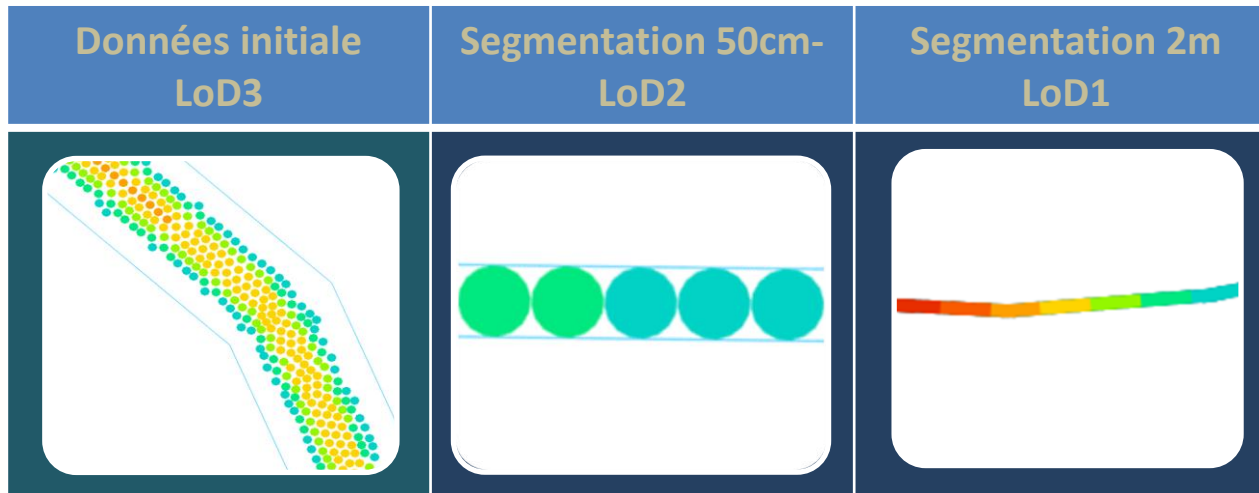 Données initiale
LoD3
Segmentation 50cm-
LoD2
Segmentation 2m
LoD1